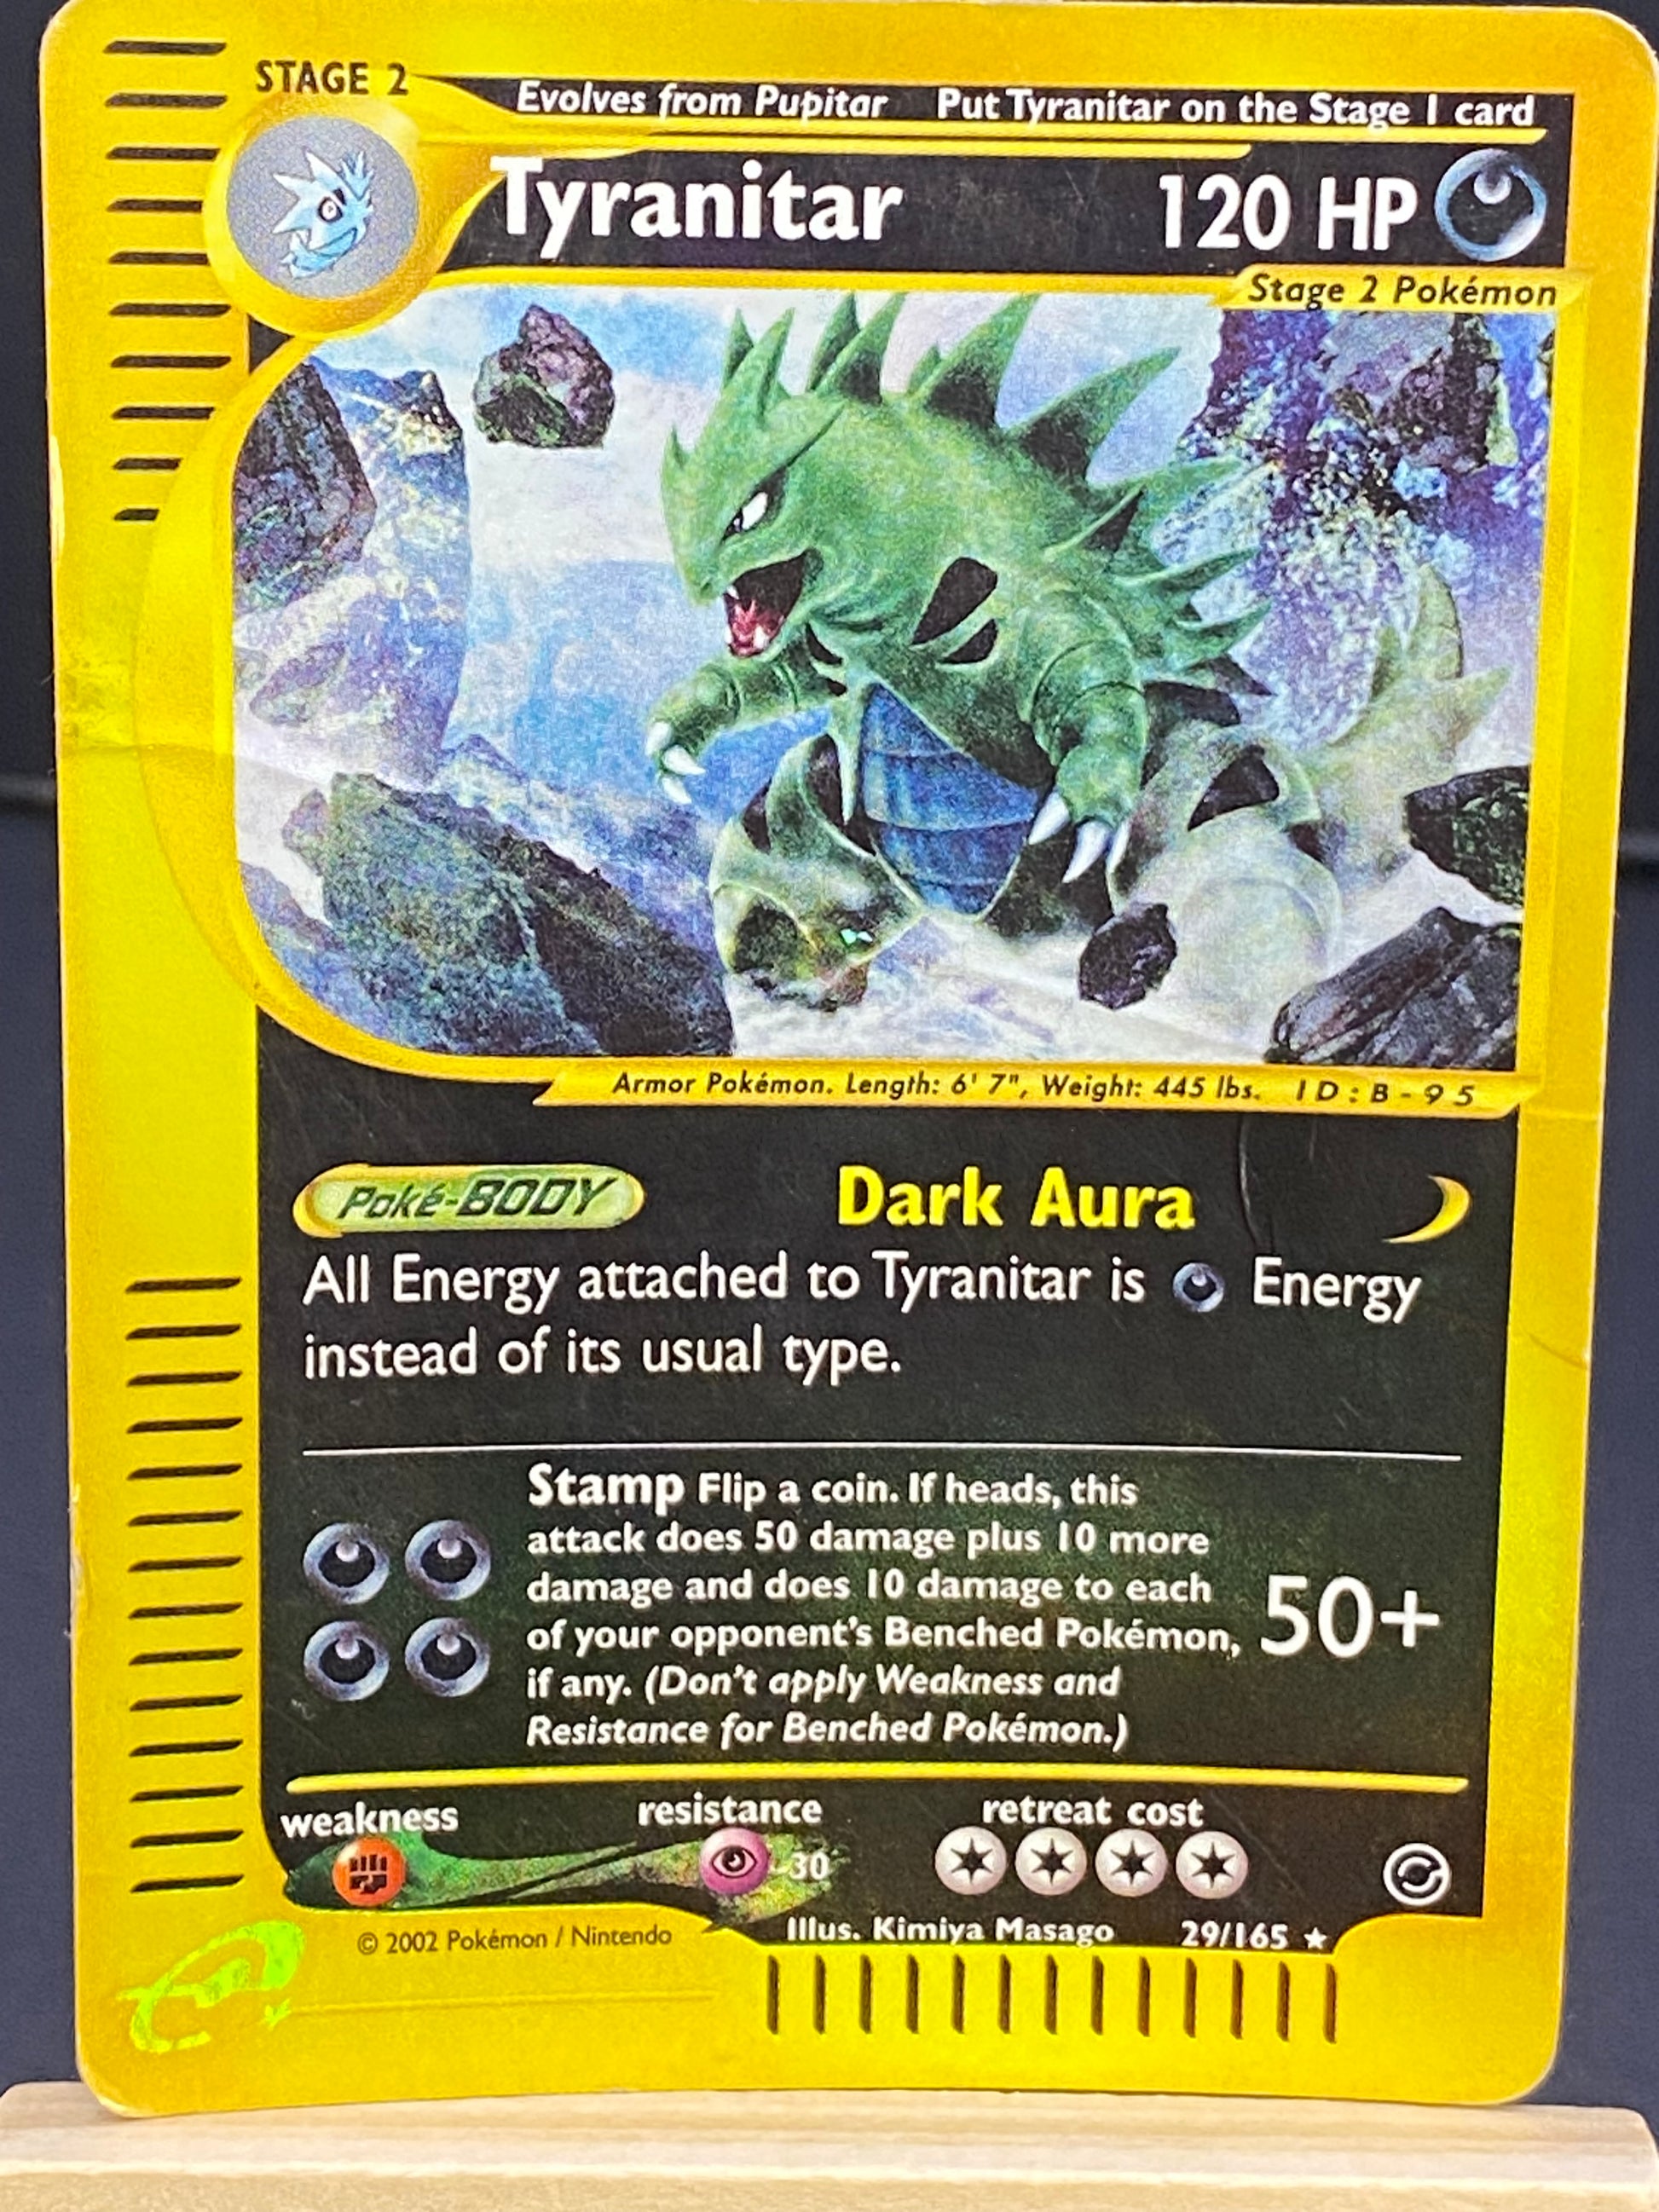 STAGE 2
Evolves from Pupitar Put Tyranitar on the Stage 1 card
Tyranitar 120 HP
Stage 2 Pokémon
Armor Pokémon. Length: 6' 7", Weight: 445 lbs. ID:B-95
Poké-BODY Dark Aura
All Energy attached to Tyranitar is Energy
instead of its usual type.
Stamp Flip a coin. If heads, this
attack does 50 damage plus 10 more
damage and does 10 damage to each
of your opponent's Benched Pokémon,
if any. (Don't apply Weakness and
Resistance for Benched Pokémon.)
50+
weakness resistance retreat cost
-30
© 2002 Pokémon / Nintendo Illus. Kimiya Masago 29/165 ★
e